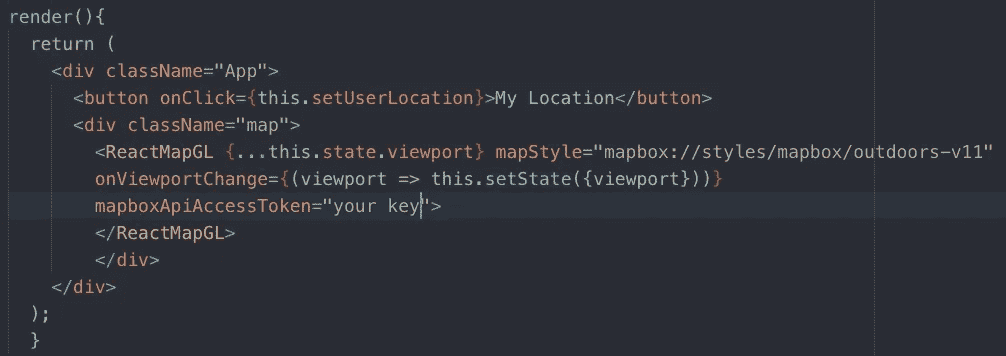 render(){
return (
<div className="App">
<button onClick={this.setUserLocation}>My Location</button>
<div className="map">
<ReactMapGL {...this.state.viewport} mapStyle="mapbox://styles/mapbox/outdoors-v11"
onViewportChange={(viewport => this.setState({viewport}))}
mapboxApiAccessToken="your key">
</ReactMapGL>
</div>
</div>
);
}